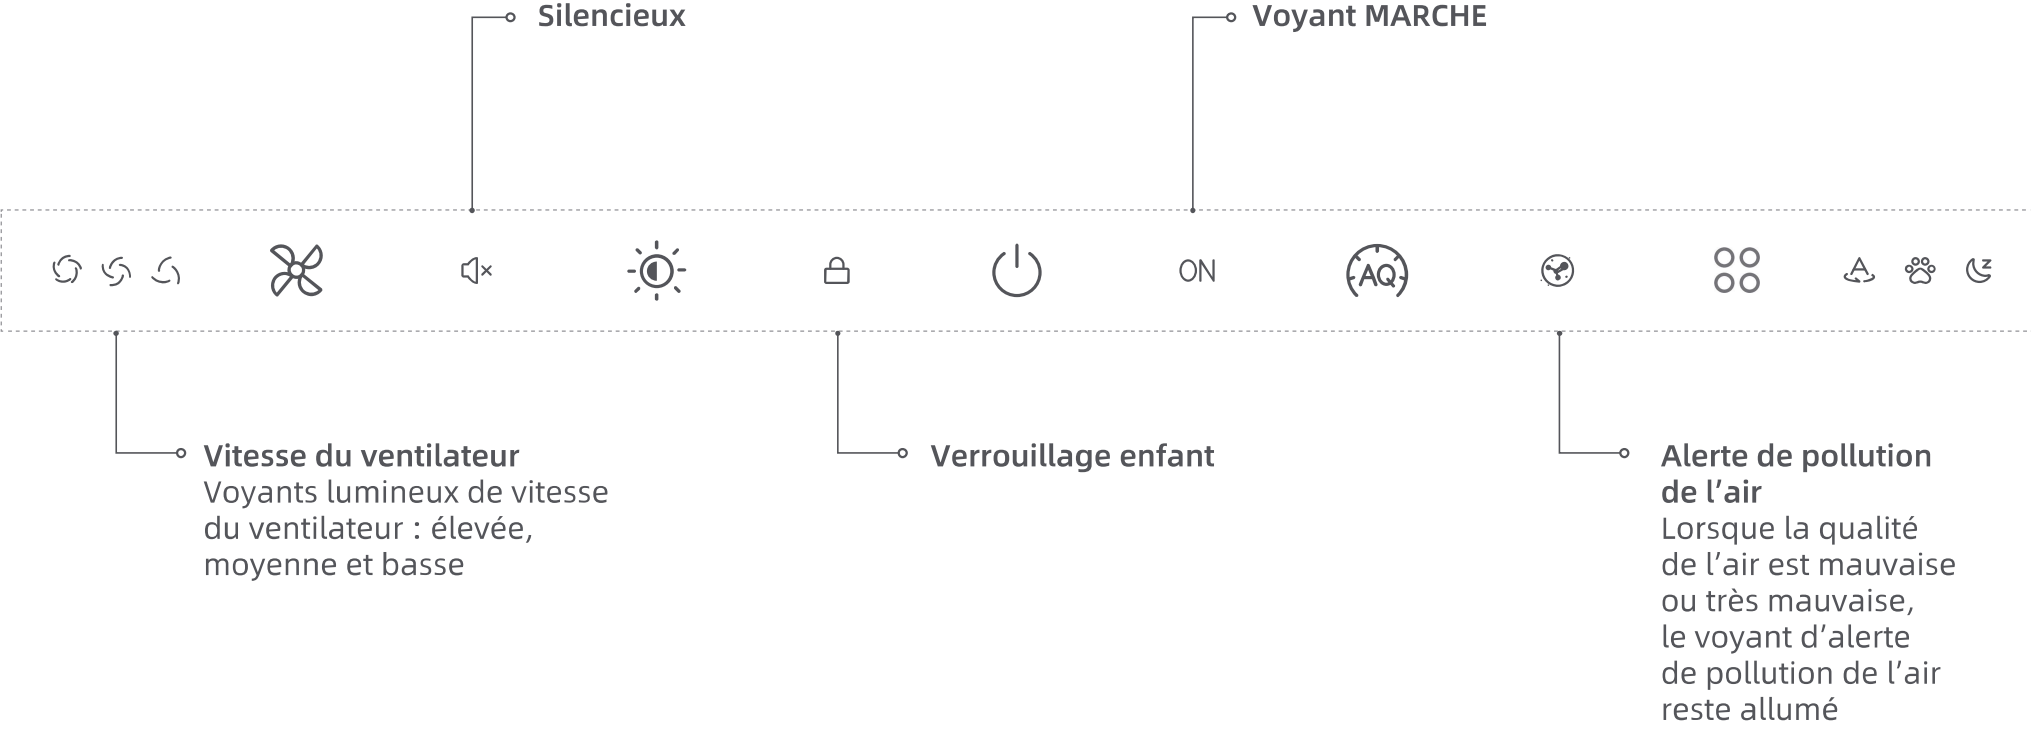 Silencieux
Voyant MARCHE
ON
AQ
A
z
Vitesse du ventilateur
Voyants lumineux de vitesse
du ventilateur : élevée,
moyenne et basse
Verrouillage enfant
Alerte de pollution
de l’air
Lorsque la qualité
de l’air est mauvaise
ou très mauvaise,
le voyant d’alerte
de pollution de l’air
reste allumé